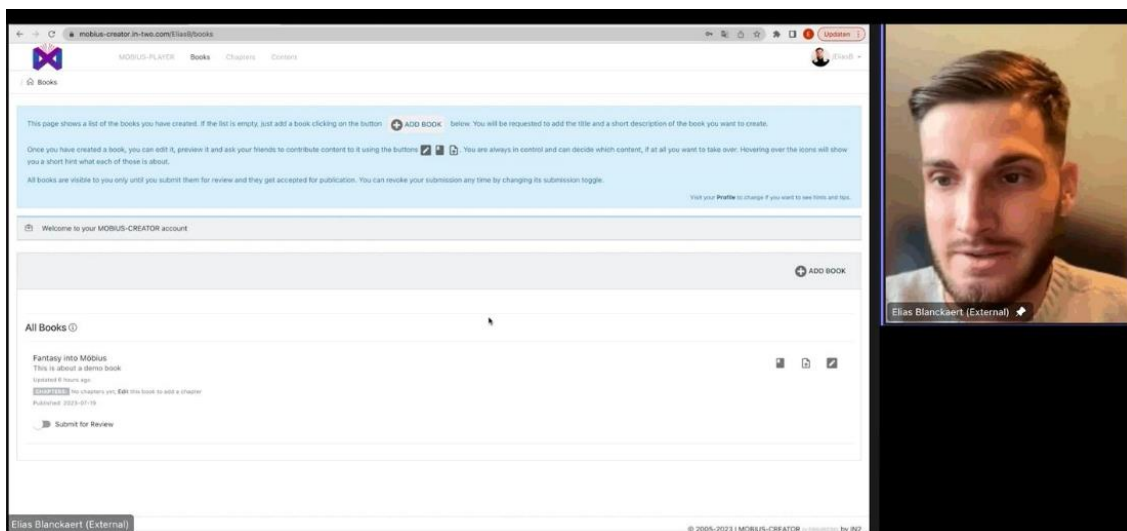 mobius-creator.in-two.com/EliasB/books
Updaten
MOBIUS-PLAYER Books Chapters Content
EliasB
/ Books
This page shows a list of the books you have created. If the list is empty, just add a book clicking on the button ADD BOOK below. You will be requested to add the title and a short description of the book you want to create.
Once you have created a book, you can edit it, preview it and ask your friends to contribute content to it using the buttons . You are always in control and can decide which content, if at all you want to take over. Hovering over the icons will show
you a short hint what each of those is about.
All books are visible to you only until you submit them for review and they get accepted for publication. You can revoke your submission any time by changing its submission toggle.
Visit your Profile to change if you want to see hints and tips.
Welcome to your MOBIUS-CREATOR account
ADD BOOK
All Books
Fantasy into Möbius
This is about a demo book
Updated 6 hours ago
CHAPTERS No chapters yet, Edit this book to add a chapter
Published: 2023-07-19
Submit for Review
© 2005-2023 | MOBIUS-CREATOR by IN2
Elias Blanckaert (External)
Elias Blanckaert (External)